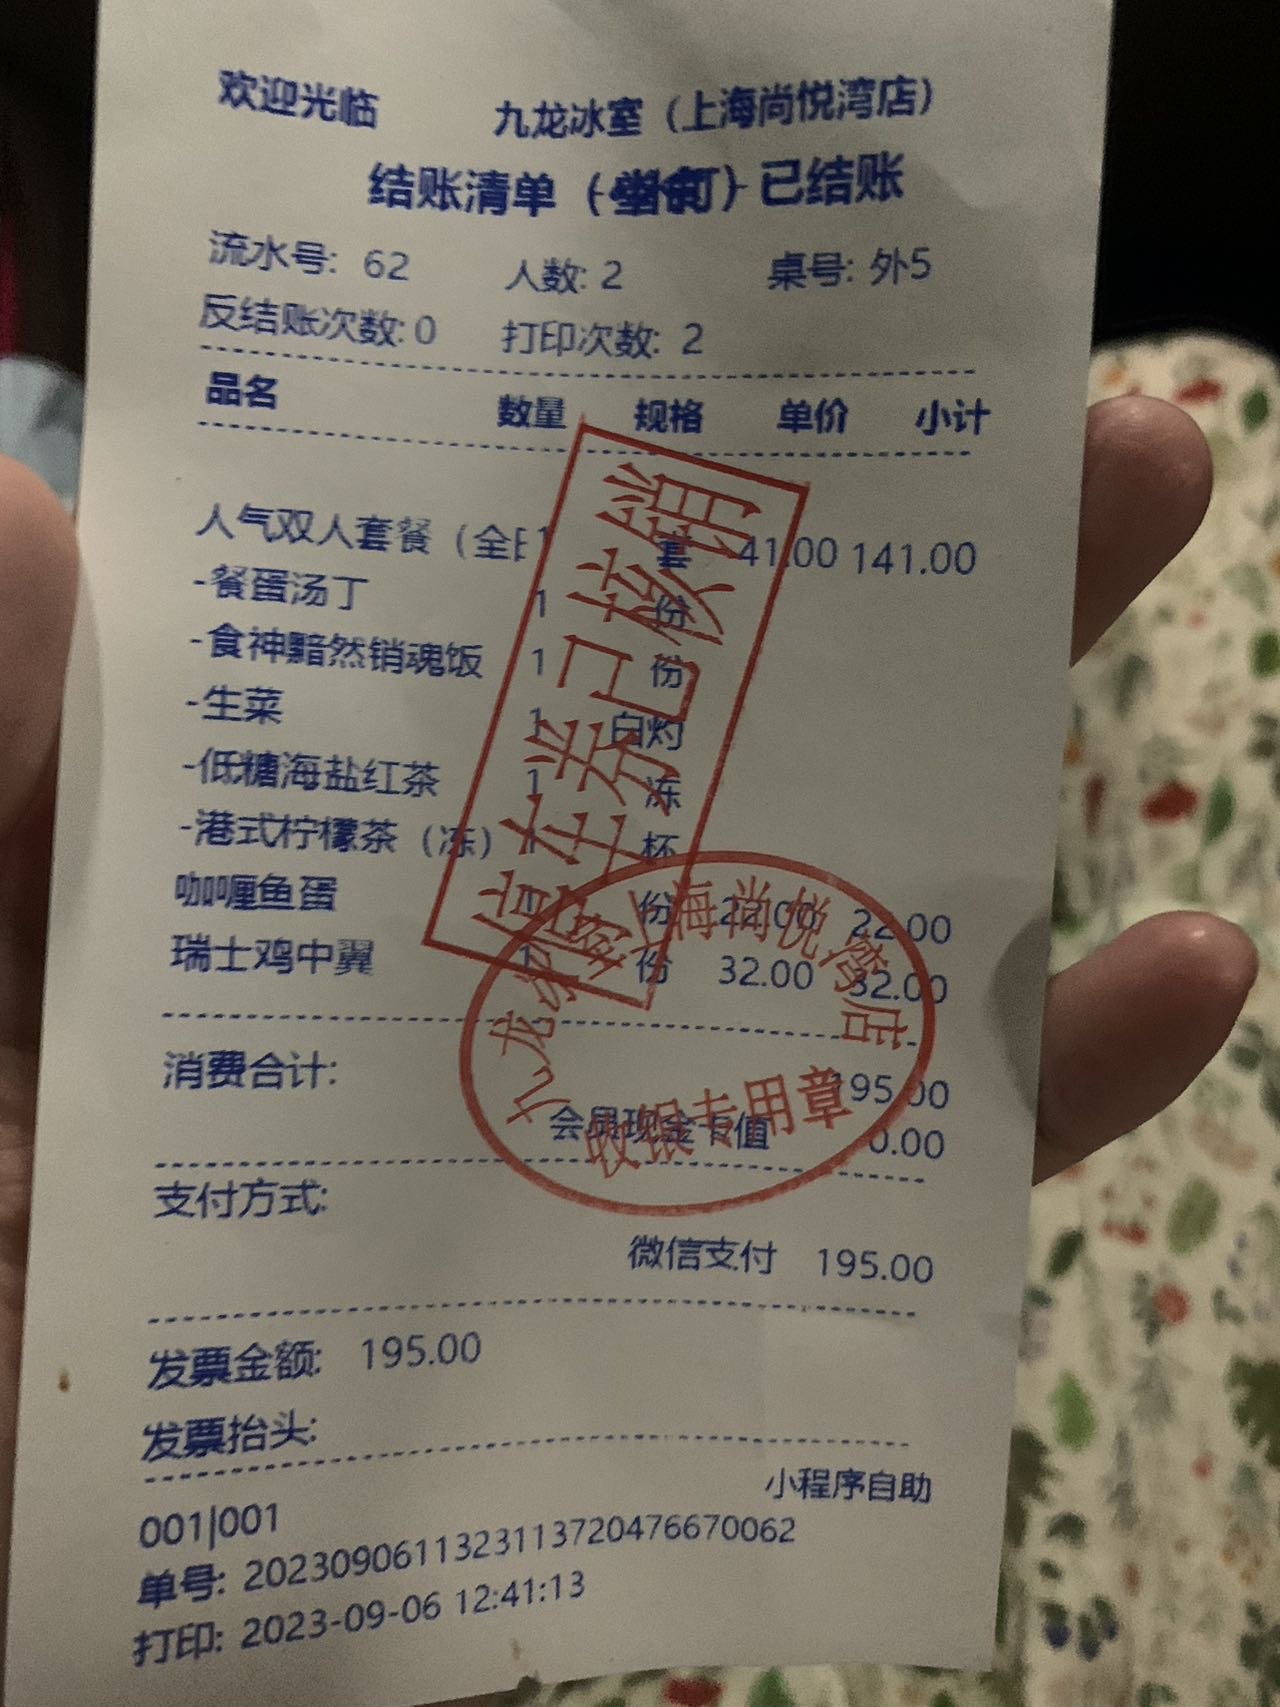 欢迎光临 九龙冰室（上海尚悦湾店）
结账清单 已结账
流水号: 62 人数: 2 桌号: 外5
反结账次数: 0 打印次数: 2
品名 数量 规格 单价 小计
人气双人套餐（全日 1 套 41.00 141.00
-餐蛋汤丁 1 份
-食神黯然销魂饭 1 份
-生菜 1 白灼
-低糖海盐红茶 1 冻
-港式柠檬茶（冻） 1 杯
咖喱鱼蛋 份 22.00 22.00
瑞士鸡中翼 1 份 32.00 32.00
已核销
消费合计: 195.00
会员现金卡值 0.00
上海尚悦湾店
收银专用章
支付方式:
微信支付 195.00
发票金额: 195.00
发票抬头:
小程序自助
001|001
单号: 2023090611323113720476670062
打印: 2023-09-06 12:41:13